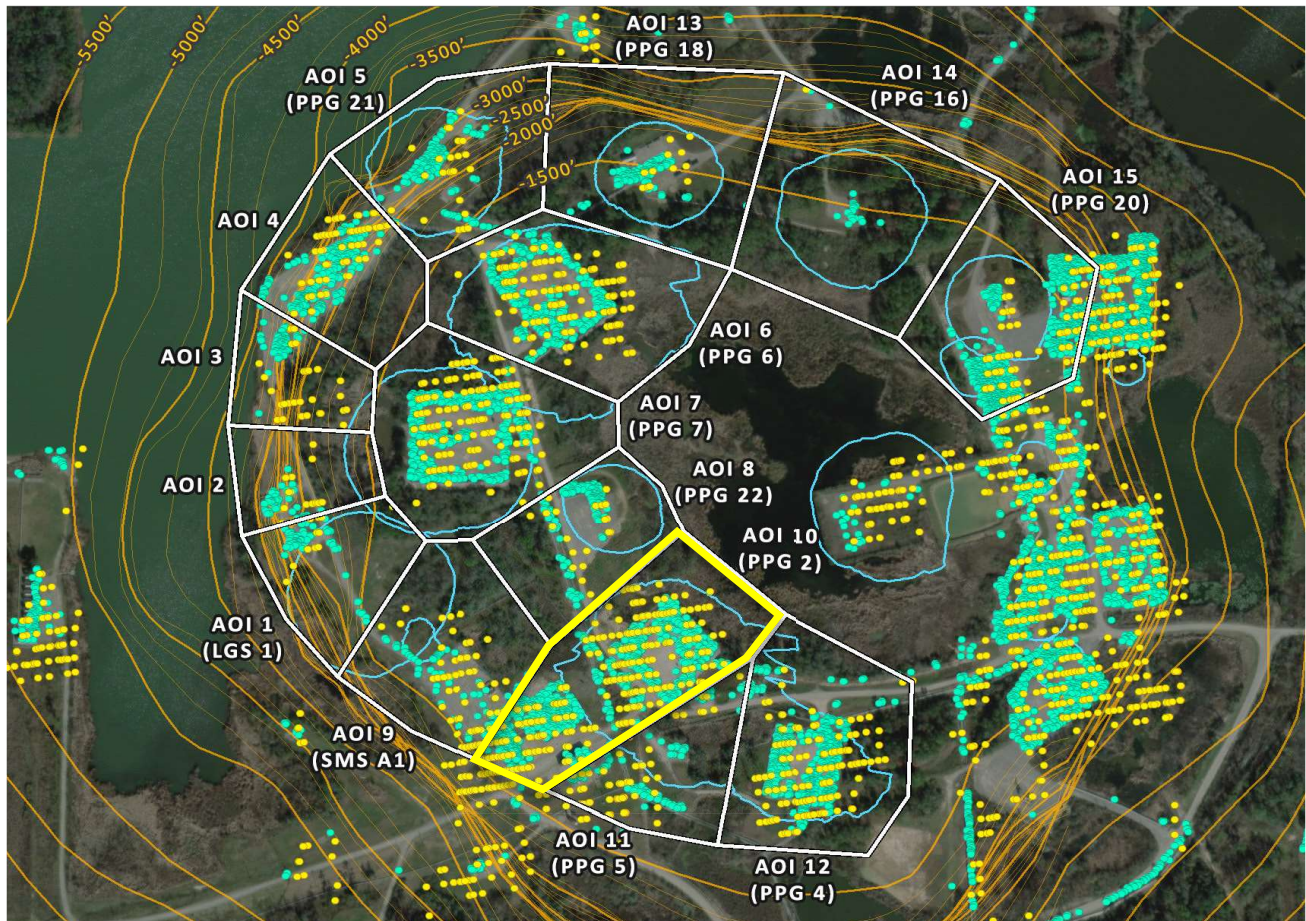 -5500'
-5000'
-4500'
-4000'
-3500'
-3000'
-2500'
-2000'
-1500'
AOI 13
(PPG 18)
AOI 14
(PPG 16)
AOI 5
(PPG 21)
AOI 15
(PPG 20)
AOI 4
AOI 3
AOI 6
(PPG 6)
AOI 7
(PPG 7)
AOI 8
(PPG 22)
AOI 2
AOI 10
(PPG 2)
AOI 1
(LGS 1)
AOI 9
(SMS A1)
AOI 11
(PPG 5)
AOI 12
(PPG 4)